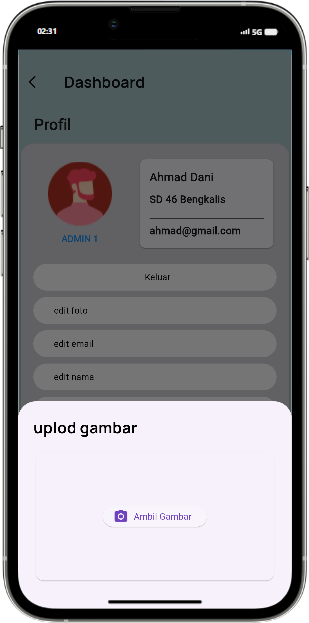 02:31
5G
Dashboard
Profil
Ahmad Dani
SD 46 Bengkalis
ahmad@gmail.com
ADMIN 1
Keluar
edit foto
edit email
edit nama
uplod gambar
Ambil Gambar